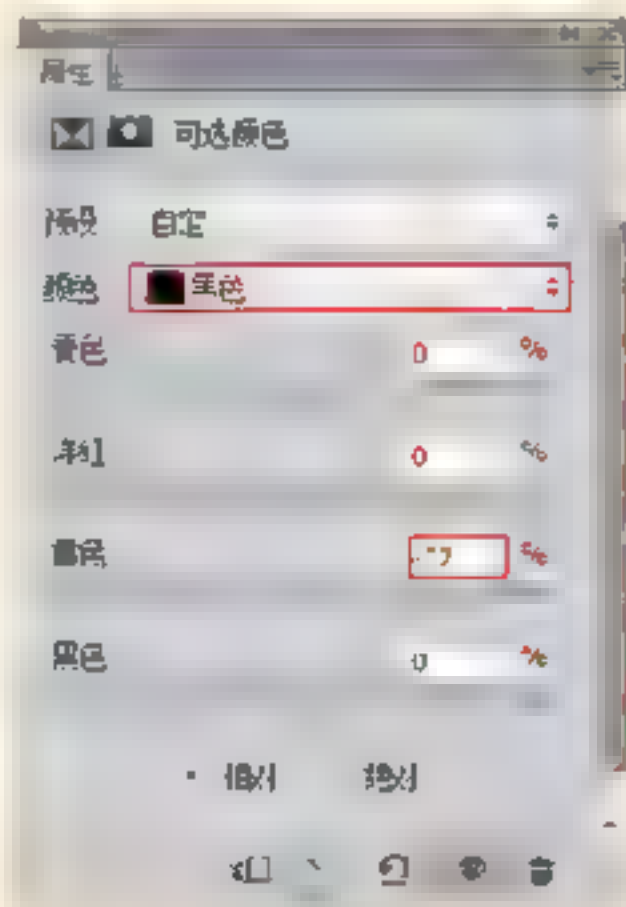 属性
可选颜色
预设 自定
颜色 黑色
青色 0 %
洋红 0 %
黄色 %
黑色 0 %
相对 绝对